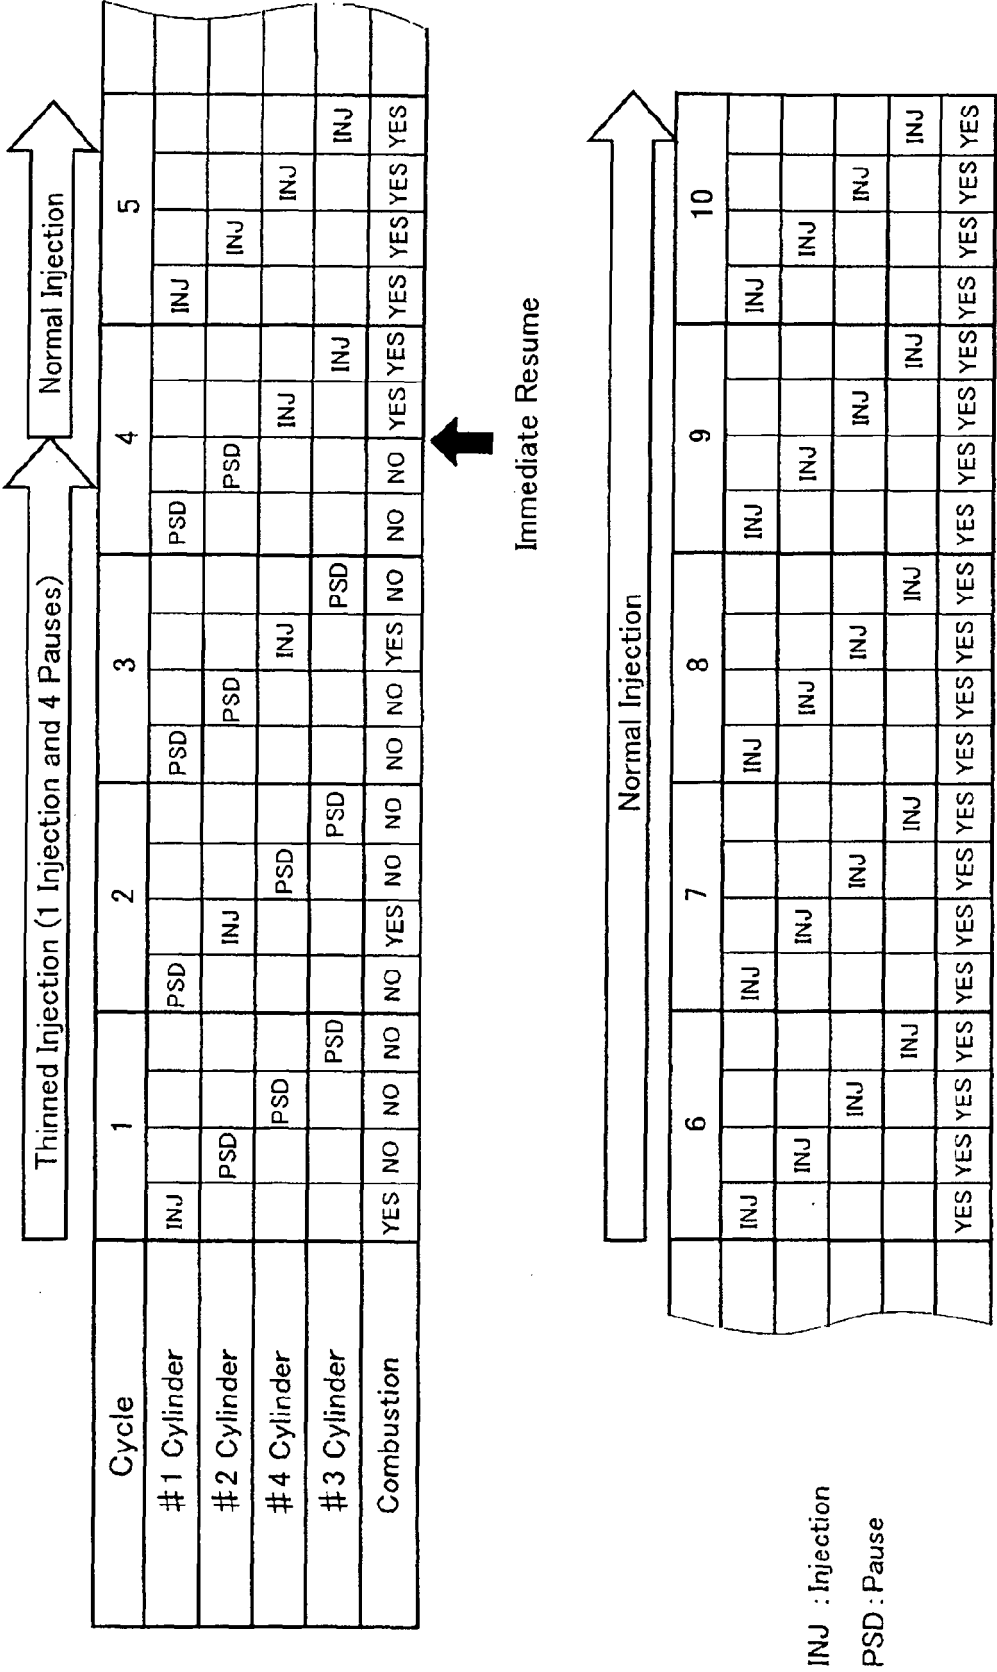 Thinned Injection (1 Injection and 4 Pauses) Normal Injection
Cycle 1 2 3 4 5
#1 Cylinder INJ PSD PSD PSD INJ
#2 Cylinder PSD INJ PSD PSD INJ
#4 Cylinder PSD PSD INJ INJ INJ
#3 Cylinder PSD PSD PSD INJ INJ
Combustion YES NO NO NO NO YES NO NO NO NO YES NO NO NO YES YES YES YES YES YES
Immediate Resume
Normal Injection
6 7 8 9 10
INJ INJ INJ INJ INJ
INJ INJ INJ INJ INJ
INJ INJ INJ INJ INJ
INJ INJ INJ INJ INJ
YES YES YES YES YES YES YES YES YES YES YES YES YES YES YES YES YES YES YES YES
INJ : Injection
PSD : Pause